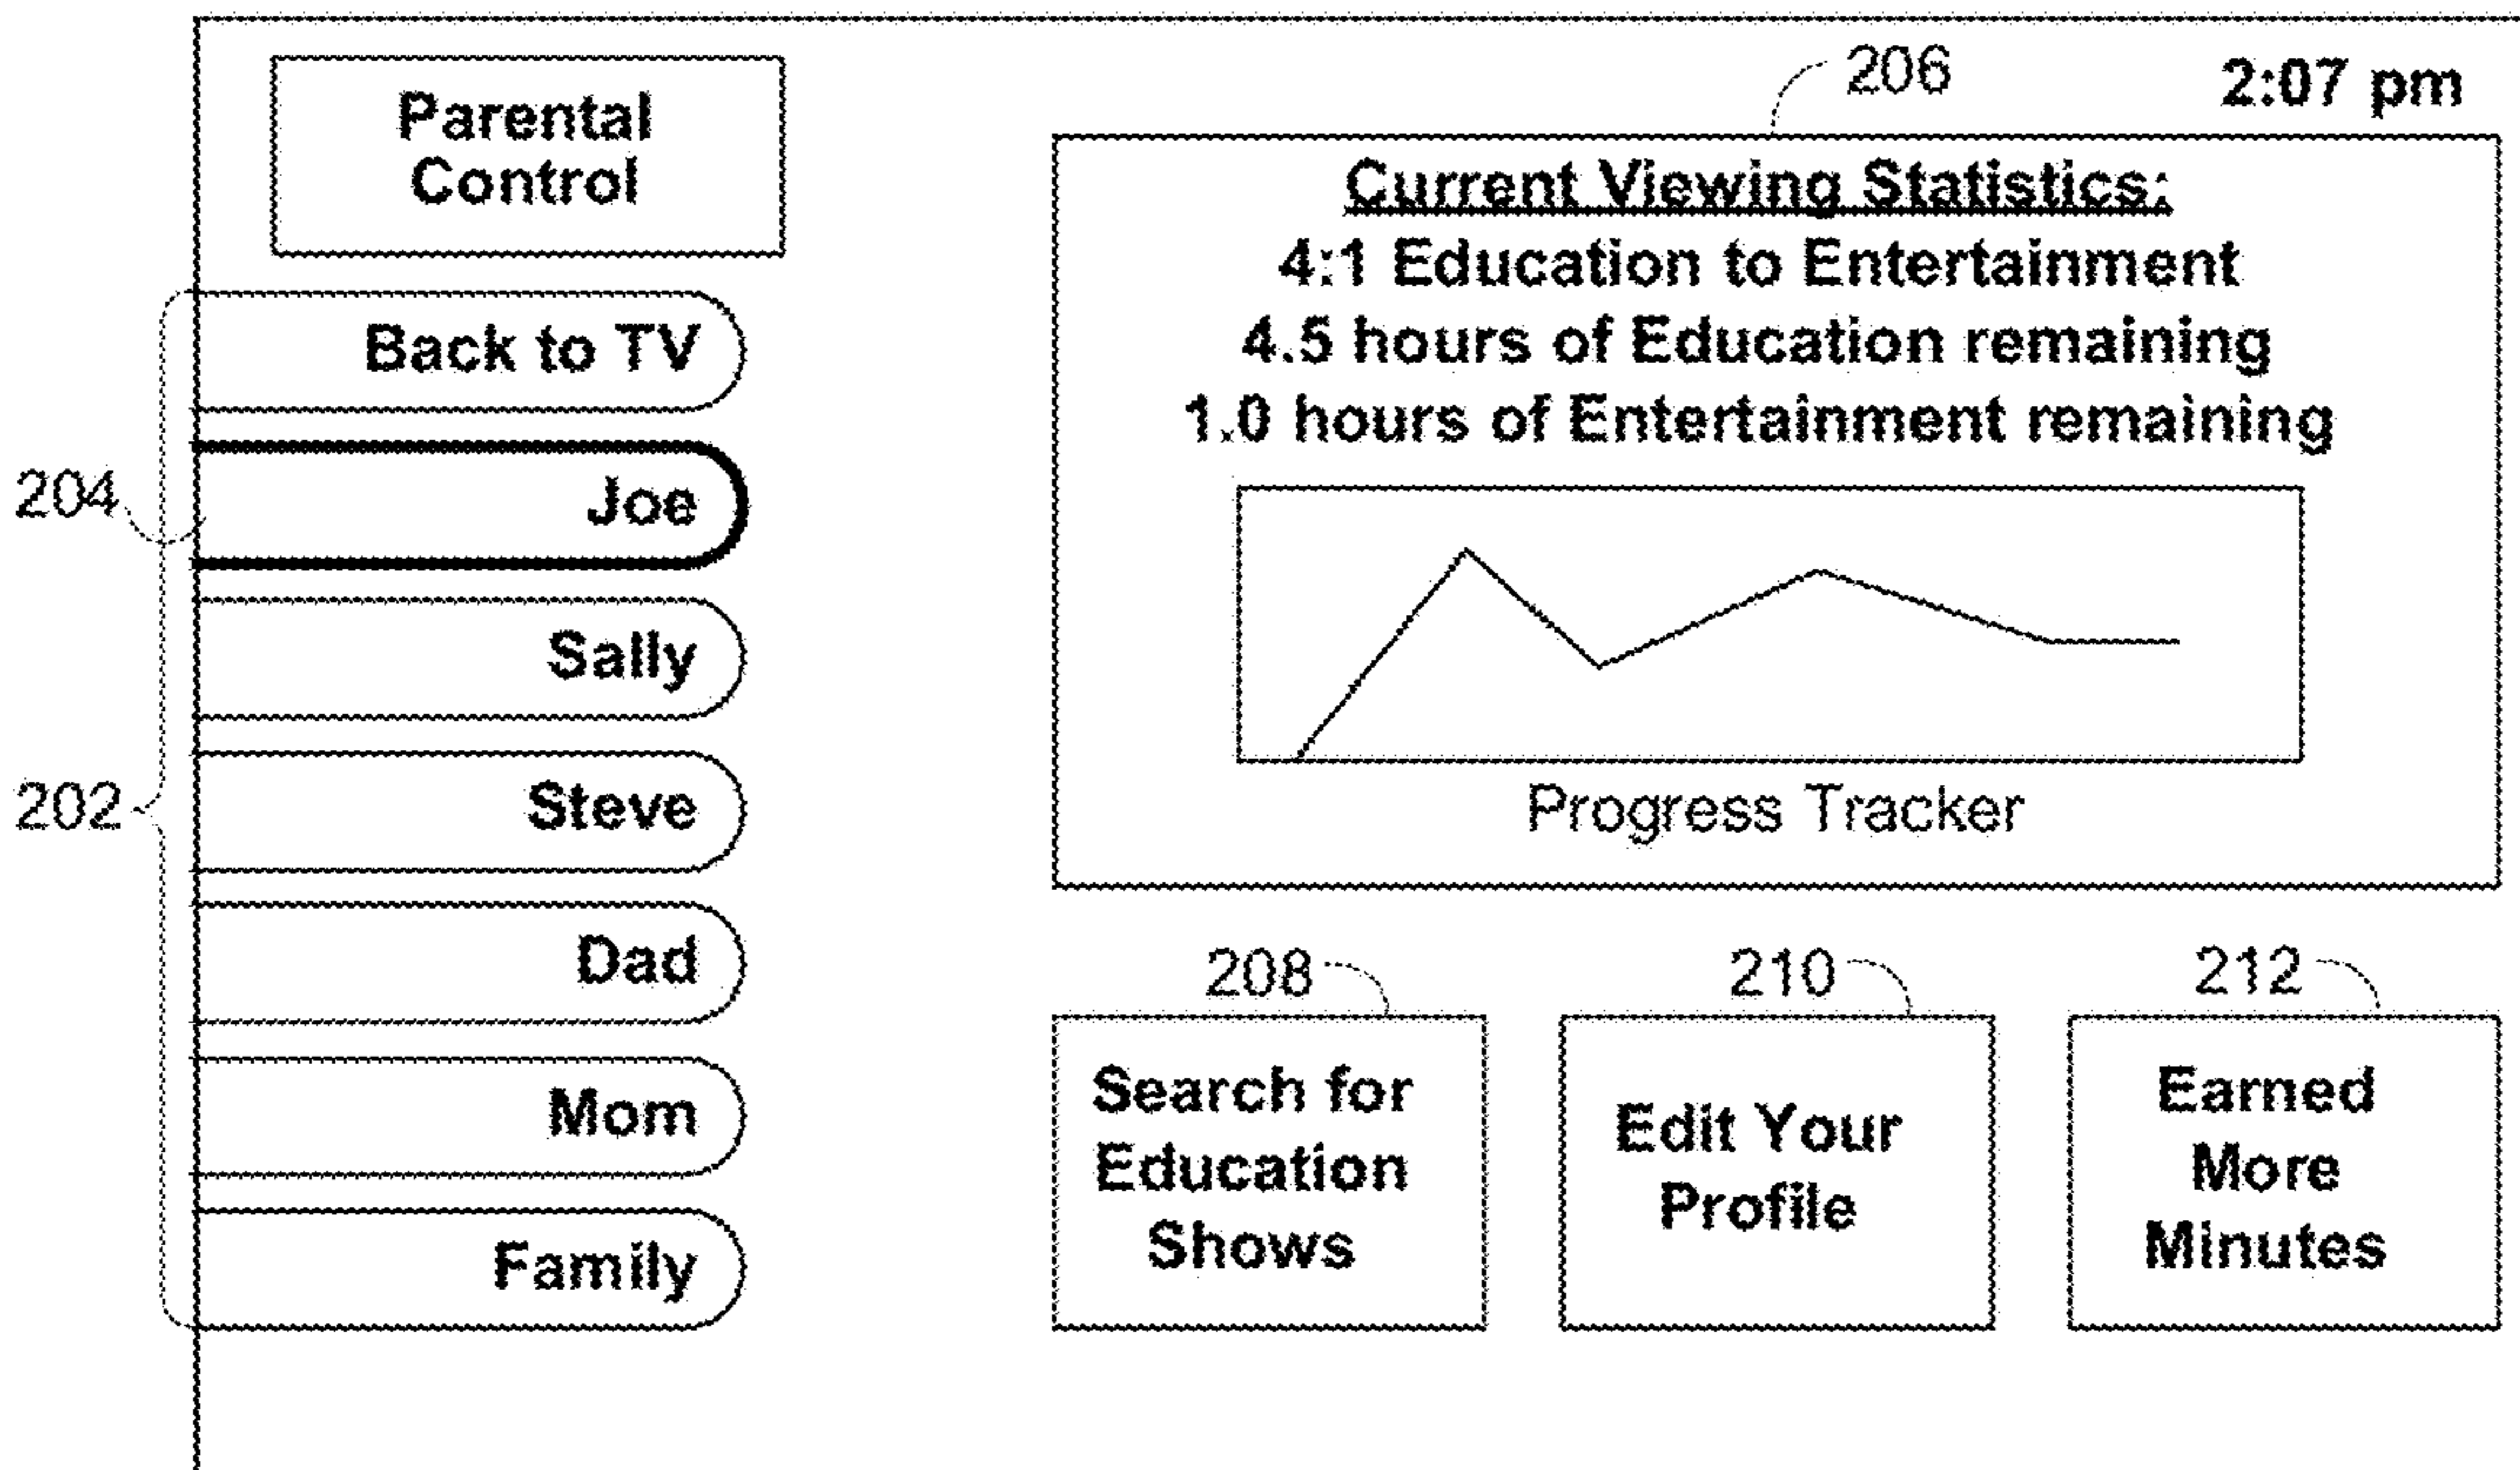 Parental
Control
Back to TV
204
Joe
Sally
202
Steve
Dad
Mom
Family
206
2:07 pm
Current Viewing Statistics:
4:1 Education to Entertainment
4.5 hours of Education remaining
1.0 hours of Entertainment remaining
Progress Tracker
208
Search for
Education
Shows
210
Edit Your
Profile
212
Earned
More
Minutes